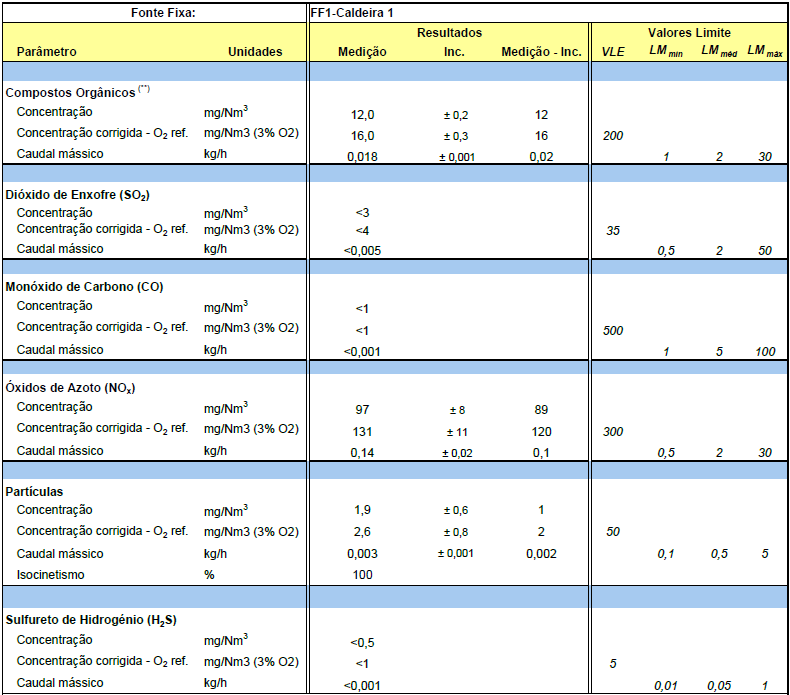 Fonte Fixa: FF1-Caldeira 1
Resultados Valores Limite
Parâmetro Unidades Medição Inc. Medição - Inc. VLE LM mín LM méd LM máx
Compostos Orgânicos (**)
Concentração mg/Nm3 12,0 ± 0,2 12
Concentração corrigida - O2 ref. mg/Nm3 (3% O2) 16,0 ± 0,3 16 200
Caudal mássico kg/h 0,018 ± 0,001 0,02 1 2 30
Dióxido de Enxofre (SO2)
Concentração mg/Nm3 <3
Concentração corrigida - O2 ref. mg/Nm3 (3% O2) <4 35
Caudal mássico kg/h <0,005 0,5 2 50
Monóxido de Carbono (CO)
Concentração mg/Nm3 <1
Concentração corrigida - O2 ref. mg/Nm3 (3% O2) <1 500
Caudal mássico kg/h <0,001 1 5 100
Óxidos de Azoto (NOx)
Concentração mg/Nm3 97 ± 8 89
Concentração corrigida - O2 ref. mg/Nm3 (3% O2) 131 ± 11 120 300
Caudal mássico kg/h 0,14 ± 0,02 0,1 0,5 2 30
Partículas
Concentração mg/Nm3 1,9 ± 0,6 1
Concentração corrigida - O2 ref. mg/Nm3 (3% O2) 2,6 ± 0,8 2 50
Caudal mássico kg/h 0,003 ± 0,001 0,002 0,1 0,5 5
Isocinetismo % 100
Sulfureto de Hidrogénio (H2S)
Concentração mg/Nm3 <0,5
Concentração corrigida - O2 ref. mg/Nm3 (3% O2) <1 5
Caudal mássico kg/h <0,001 0,01 0,05 1